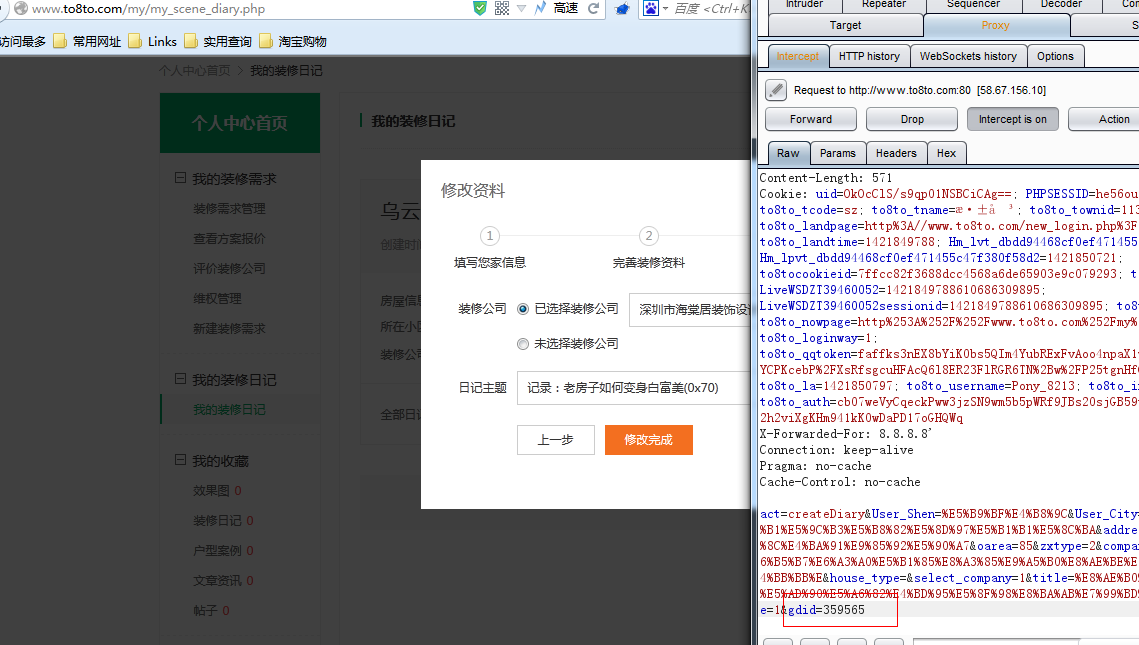 www.to8to.com/my/my_scene_diary.php
高速
百度 <Ctrl+K
访问最多 常用网址 Links 实用查询 淘宝购物
个人中心首页 > 我的装修日记
个人中心首页
我的装修需求
装修需求管理
查看方案报价
评价装修公司
维权管理
新建装修需求
我的装修日记
我的装修日记
我的收藏
效果图 0
装修日记 0
户型案例 0
文章资讯 0
帖子 0
我的装修日记
乌云
创建时
房屋信
所在小
装修公
全部日
修改资料
1 2
填写您家信息 完善装修资料
装修公司 已选择装修公司 深圳市海棠居装饰设
未选择装修公司
日记主题 记录：老房子如何变身白富美(0x70)
上一步 修改完成
Intruder Repeater Sequencer Decoder
Target Proxy
Intercept HTTP history WebSockets history Options
Request to http://www.to8to.com:80 [58.67.156.10]
Forward Drop Intercept is on Action
Raw Params Headers Hex
Content-Length: 571
Cookie: uid=OkOcClS/s9qp01NSBCiCAg==; PHPSESSID=he56ou
to8to_tcode=sz; to8to_tname=æ·±å ³; to8to_townid=113
to8to_landpage=http%3A//www.to8to.com/new_login.php%3F
to8to_landtime=1421849788; Hm_lvt_dbdd94468cf0ef471455
Hm_lpvt_dbdd94468cf0ef471455c47f380f58d2=1421850721;
to8tocookieid=7ffcc82f3688dcc4568a6de65903e9c079293; t
LiveWSDZT39460052=1421849788610686309895;
LiveWSDZT39460052sessionid=1421849788610686309895; to8
to8to_nowpage=http%253A%252F%252Fwww.to8to.com%252Fmy%
to8to_loginway=1;
to8to_qqtoken=faffks3nEX8bYiK0bs5QIm4YubRExFvAoo4npaX1
YCPKcebP%2FXsRfsgcuHFAcQ6l8ER23FlRGR6TN%2Bw%2FP25tgnHf
to8to_la=1421850797; to8to_username=Pony_8213; to8to_i
to8to_auth=cb07weVyCqeckPww3jzSN9wm5b5pWRf9JBs20sjGB59
2h2viXgKHm941kK0wDaPD17oGHQWq
X-Forwarded-For: 8.8.8.8'
Connection: keep-alive
Pragma: no-cache
Cache-Control: no-cache
act=createDiary&User_Shen=%E5%B9%BF%E4%B8%9C&User_City=
%B1%E5%9C%B3%E5%B8%82%E5%8D%97%E5%B1%B1%E5%8C%BA&addre
%8C%E4%BA%91%E9%85%92%E5%90%A7&oarea=85&zxtype=2&compa
6%B5%B7%E6%A3%A0%E5%B1%85%E8%A3%85%E9%A5%B0%E8%AE%BE%E
4%BB%BB%E&house_type=&select_company=1&title=%E8%AE%B0
%E5%AD%90%E5%A6%82%E4%BD%95%E5%8F%98%E8%BA%AB%E7%99%BD
e=1&gdid=359565